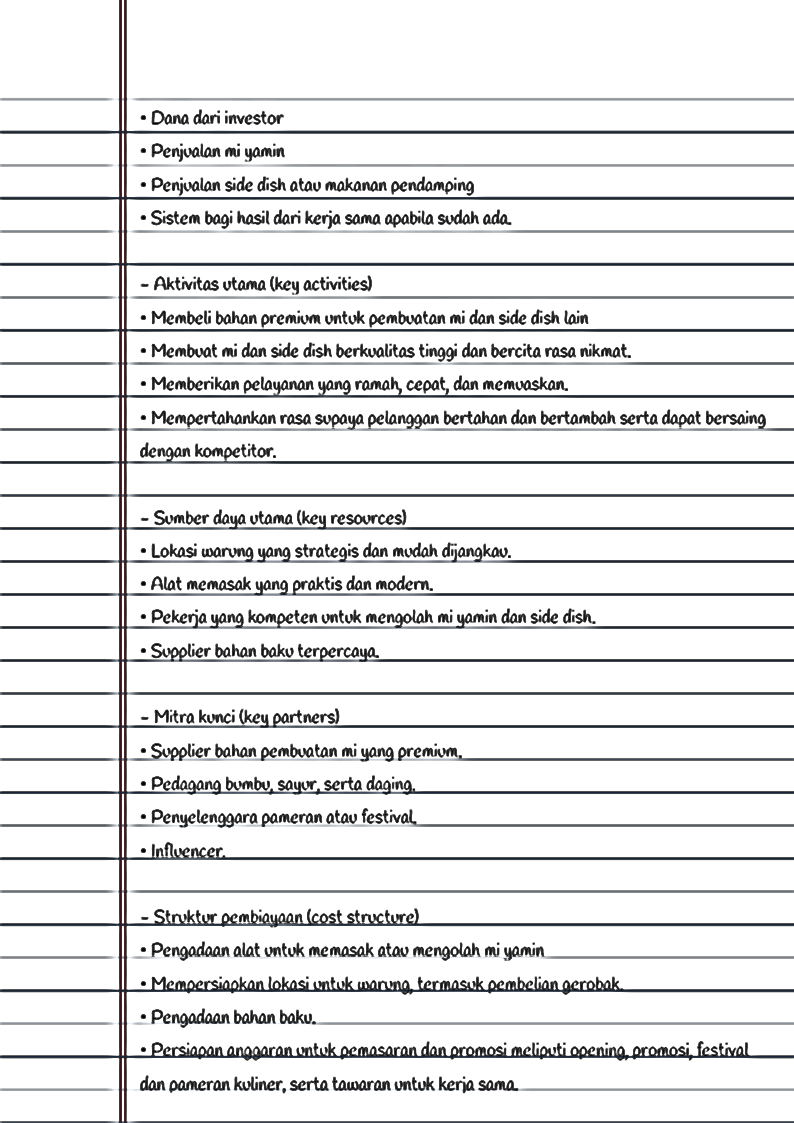 • Dana dari investor
• Penjualan mi yamin
• Penjualan side dish atau makanan pendamping
• Sistem bagi hasil dari kerja sama apabila sudah ada.
- Aktivitas utama (key activities)
• Membeli bahan premium untuk pembuatan mi dan side dish lain
• Membuat mi dan side dish berkualitas tinggi dan bercita rasa nikmat.
• Memberikan pelayanan yang ramah, cepat, dan memuaskan.
• Mempertahankan rasa supaya pelanggan bertahan dan bertambah serta dapat bersaing
dengan kompetitor.
- Sumber daya utama (key resources)
• Lokasi warung yang strategis dan mudah dijangkau.
• Alat memasak yang praktis dan modern.
• Pekerja yang kompeten untuk mengolah mi yamin dan side dish.
• Supplier bahan baku terpercaya.
- Mitra kunci (key partners)
• Supplier bahan pembuatan mi yang premium.
• Pedagang bumbu, sayur, serta daging.
• Penyelenggara pameran atau festival.
• Influencer.
- Struktur pembiayaan (cost structure)
• Pengadaan alat untuk memasak atau mengolah mi yamin
• Mempersiapkan lokasi untuk warung, termasuk pembelian gerobak.
• Pengadaan bahan baku.
• Persiapan anggaran untuk pemasaran dan promosi meliputi opening, promosi, festival
dan pameran kuliner, serta tawaran untuk kerja sama.